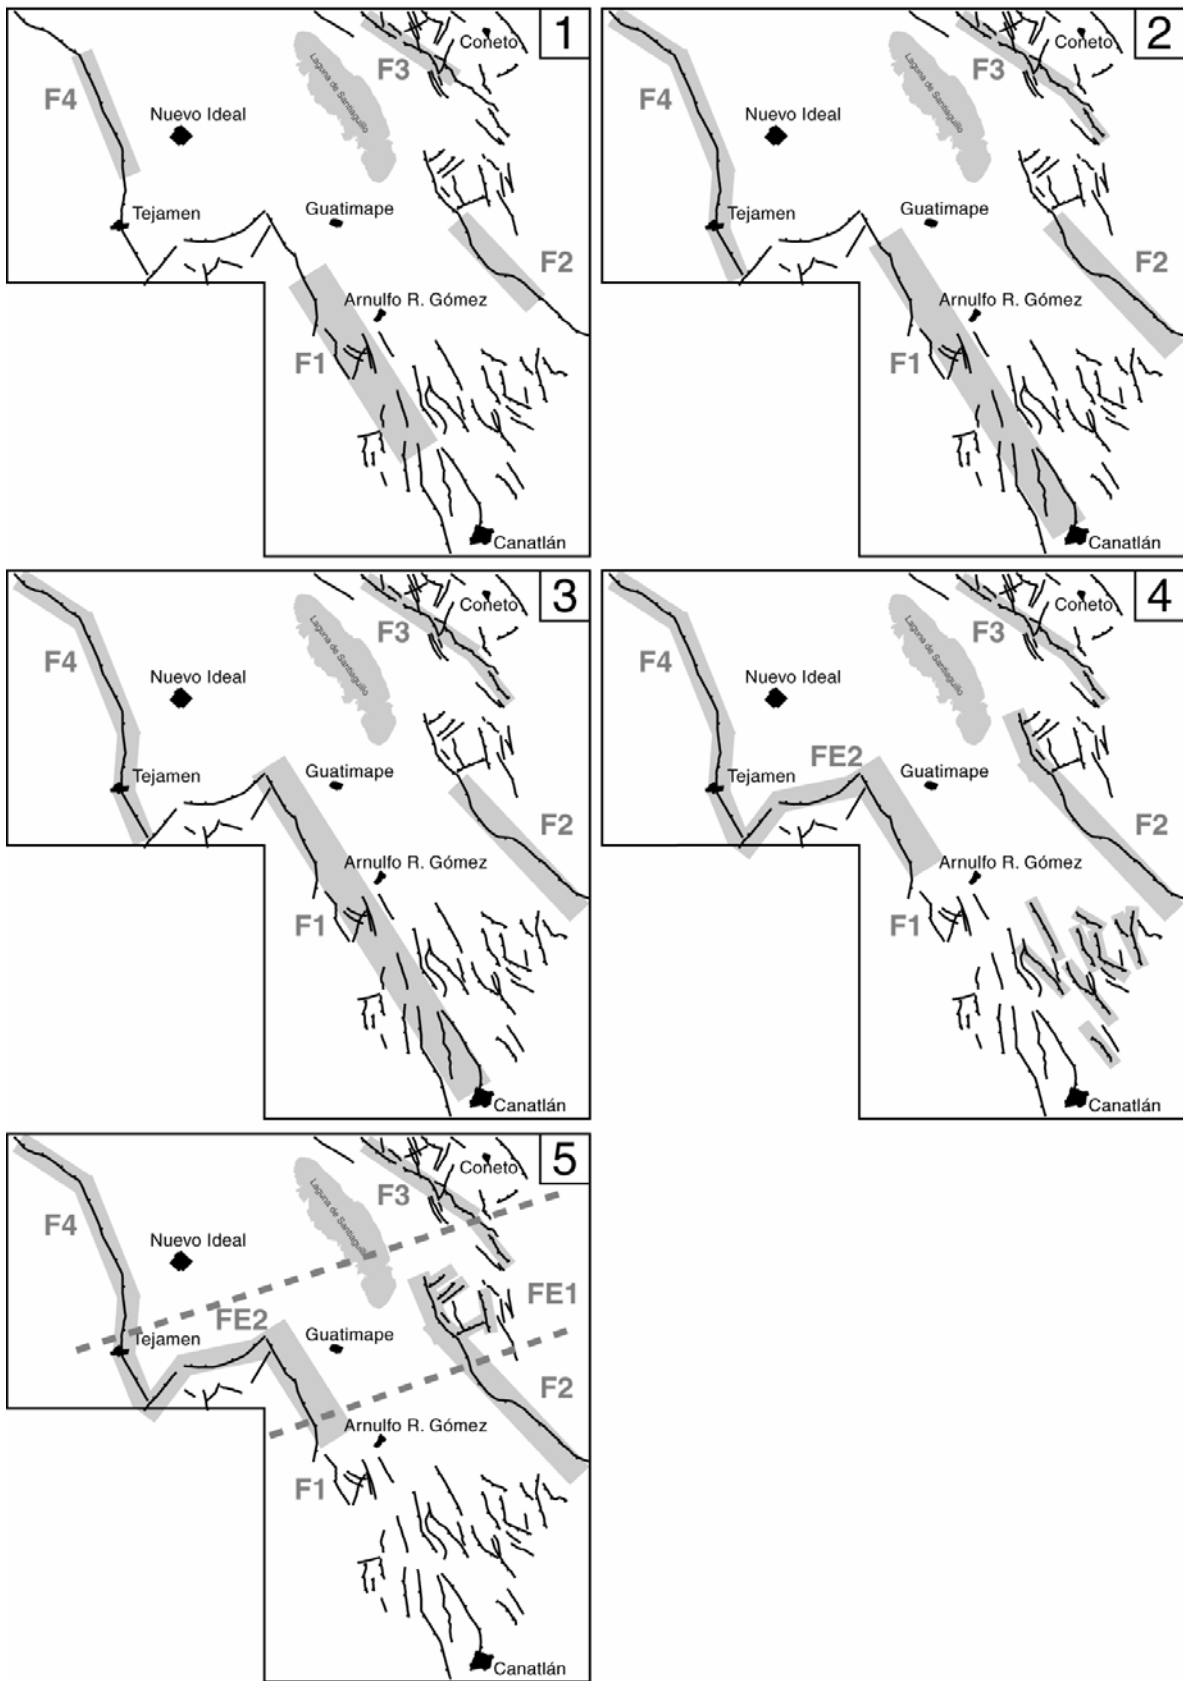 1
Coneto
F3
Laguna de Santiaguillo
F4
Nuevo Ideal
Tejamen
Guatimape
F2
Arnulfo R. Gómez
F1
Canatlán
2
Coneto
F3
Laguna de Santiaguillo
F4
Nuevo Ideal
Tejamen
Guatimape
F2
Arnulfo R. Gómez
F1
Canatlán
3
Coneto
F3
Laguna de Santiaguillo
F4
Nuevo Ideal
Tejamen
Guatimape
F2
Arnulfo R. Gómez
F1
Canatlán
4
Coneto
F3
Laguna de Santiaguillo
F4
Nuevo Ideal
FE2
Tejamen
Guatimape
F2
Arnulfo R. Gómez
F1
Canatlán
5
Coneto
F3
Laguna de Santiaguillo
F4
Nuevo Ideal
FE1
FE2
Tejamen
Guatimape
F2
Arnulfo R. Gómez
F1
Canatlán